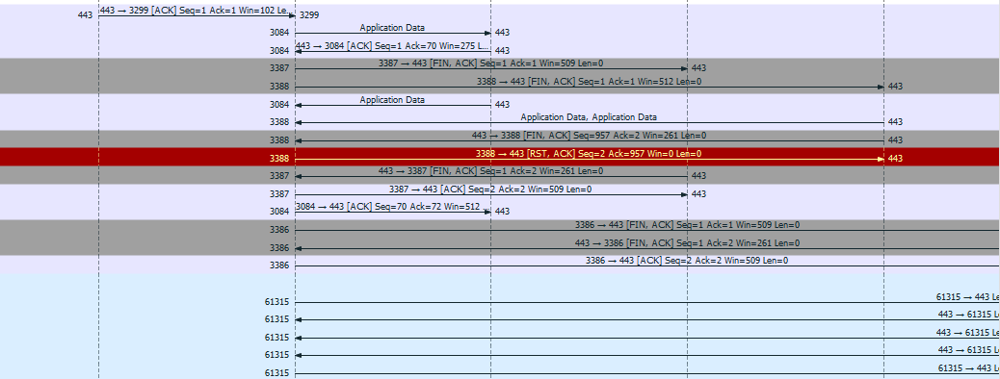 443 443 → 3299 [ACK] Seq=1 Ack=1 Win=102 Le... 3299
3084 Application Data 443
3084 443 → 3084 [ACK] Seq=1 Ack=70 Win=275 L... 443
3387 3387 → 443 [FIN, ACK] Seq=1 Ack=1 Win=509 Len=0 443
3388 3388 → 443 [FIN, ACK] Seq=1 Ack=1 Win=512 Len=0 443
3084 Application Data 443
3388 Application Data, Application Data 443
3388 443 → 3388 [FIN, ACK] Seq=957 Ack=2 Win=261 Len=0 443
3388 3388 → 443 [RST, ACK] Seq=2 Ack=957 Win=0 Len=0 443
3387 443 → 3387 [FIN, ACK] Seq=1 Ack=2 Win=261 Len=0 443
3387 3387 → 443 [ACK] Seq=2 Ack=2 Win=509 Len=0 443
3084 3084 → 443 [ACK] Seq=70 Ack=72 Win=512 ... 443
3386 3386 → 443 [FIN, ACK] Seq=1 Ack=1 Win=509 Len=0
3386 443 → 3386 [FIN, ACK] Seq=1 Ack=2 Win=261 Len=0
3386 3386 → 443 [ACK] Seq=2 Ack=2 Win=509 Len=0
61315 61315 → 443 Le
61315 443 → 61315 L
61315 443 → 61315 L
61315 443 → 61315 L
61315 61315 → 443 L